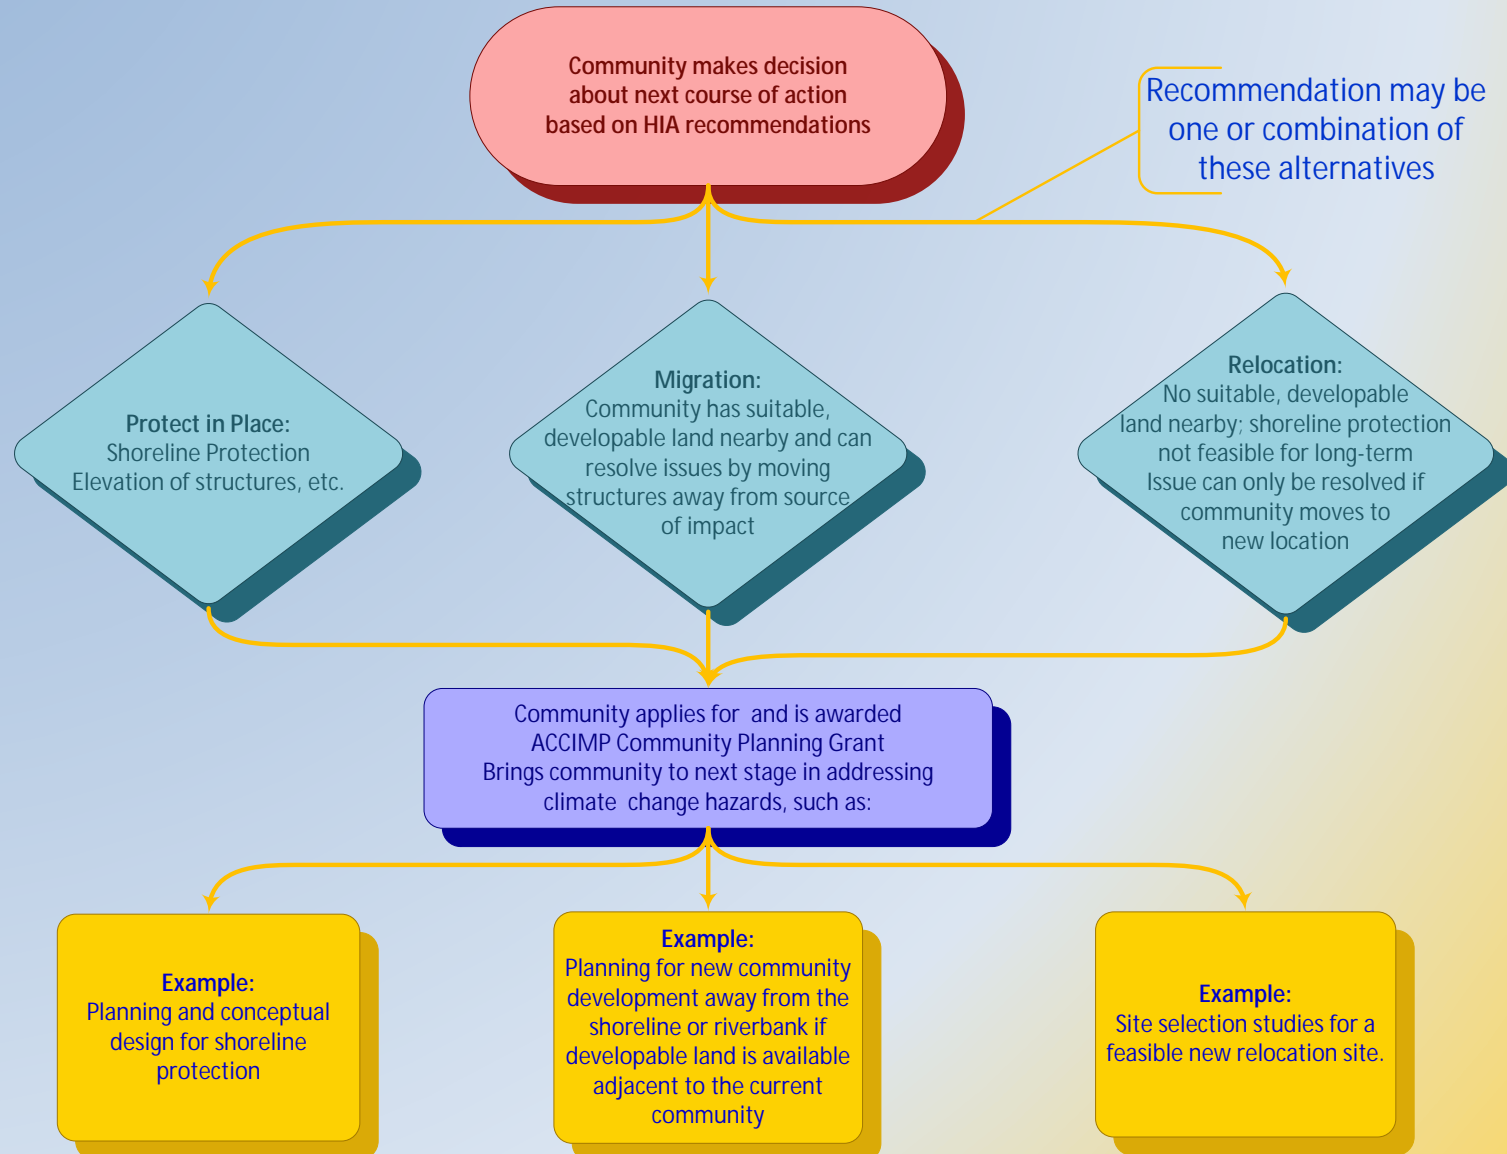 Community makes decision
about next course of action
based on HIA recommendations
Recommendation may be
one or combination of
these alternatives
Protect in Place:
Shoreline Protection
Elevation of structures, etc.
Migration:
Community has suitable,
developable land nearby and can
resolve issues by moving
structures away from source
of impact
Relocation:
No suitable, developable
land nearby; shoreline protection
not feasible for long-term
Issue can only be resolved if
community moves to
new location
Community applies for  and is awarded
ACCIMP Community Planning Grant
Brings community to next stage in addressing
climate  change hazards, such as:
Example:
Planning and conceptual
design for shoreline
protection
Example:
Planning for new community
development away from the
shoreline or riverbank if
developable land is available
adjacent to the current
community
Example:
Site selection studies for a
feasible new relocation site.